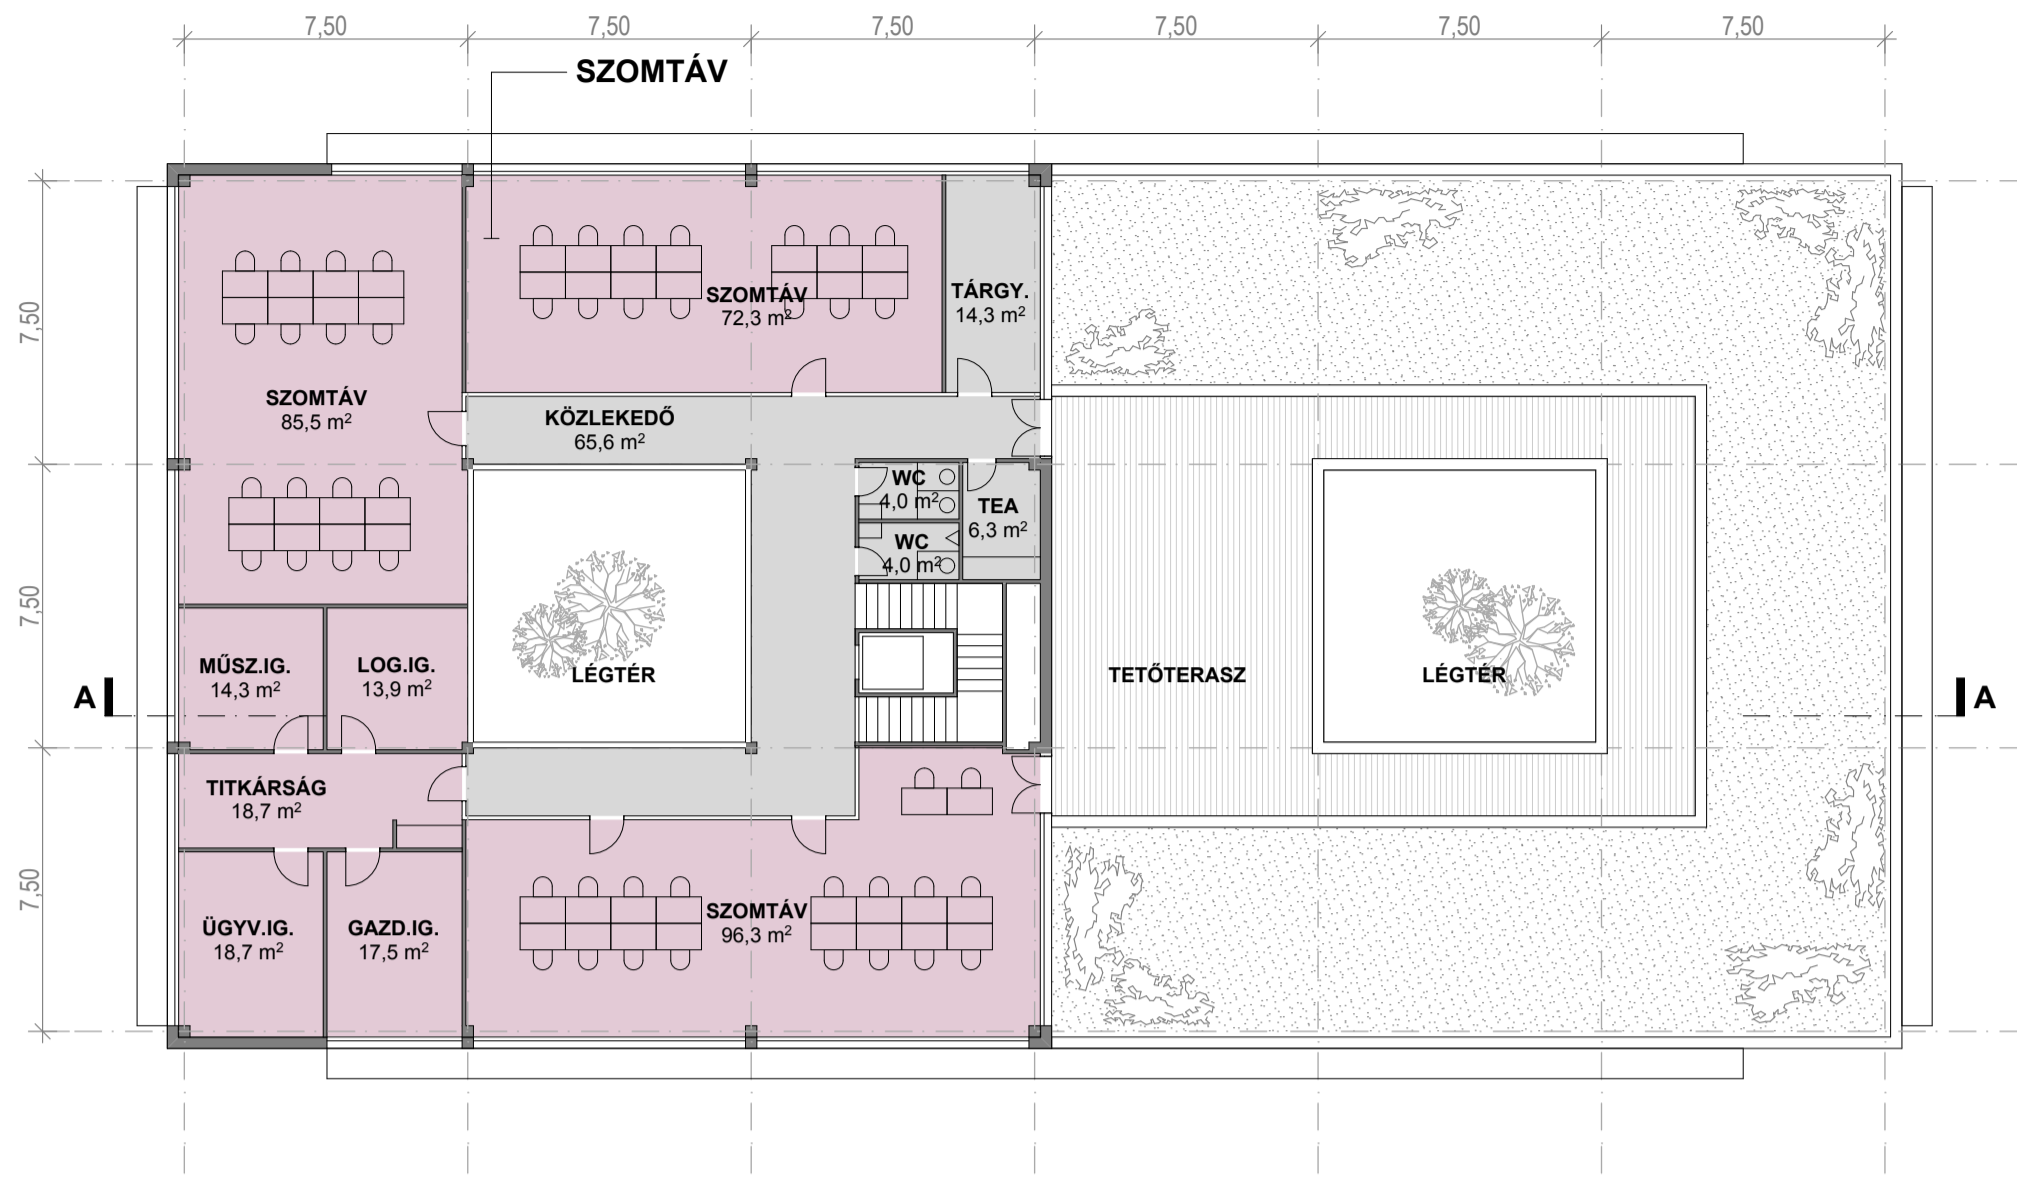 7,50 7,50 7,50 7,50 7,50 7,50
SZOMTÁV
7,50
7,50
7,50
SZOMTÁV
72,3 m²
TÁRGY.
14,3 m²
SZOMTÁV
85,5 m²
KÖZLEKEDŐ
65,6 m²
WC
4,0 m²
TEA
6,3 m²
WC
4,0 m²
MŰSZ.IG.
14,3 m²
LOG.IG.
13,9 m²
LÉGTÉR
TETŐTERASZ
LÉGTÉR
A
A
TITKÁRSÁG
18,7 m²
ÜGYV.IG.
18,7 m²
GAZD.IG.
17,5 m²
SZOMTÁV
96,3 m²